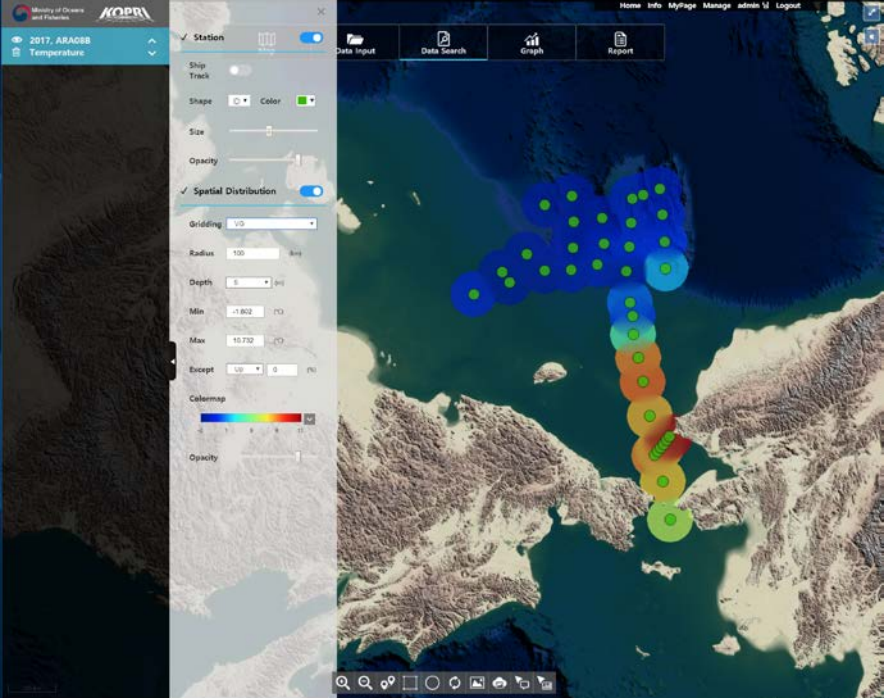 Ministry of Oceans
and Fisheries
KOPRI
Home Info MyPage Manage admin Logout
2017, ARA08B
Temperature
Data Input
Data Search
Graph
Report
✓ Station
Ship
Track
Shape
Color
Size
Opacity
✓ Spatial Distribution
Gridding
Radius 100 (km)
Depth (m)
Min -1.602 (°C)
Max 10.732 (°C)
Except Up 0 (%)
Colormap
Opacity